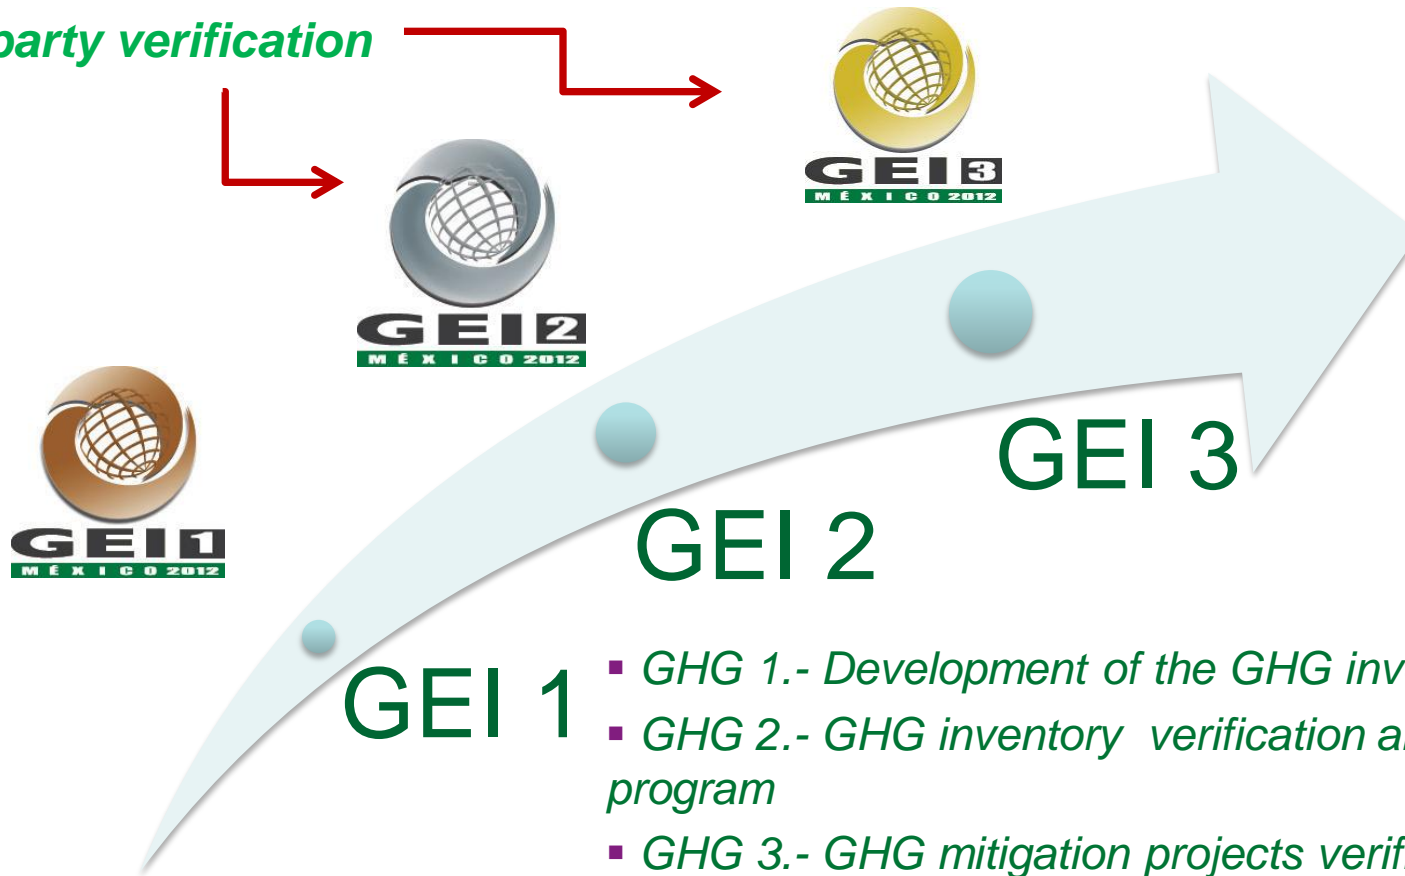 party verification
GEI 3
MÉXICO 2012
GEI 2
MÉXICO 2012
GEI 1
MÉXICO 2012
GEI 3
GEI 2
GEI 1
▪ GHG 1.- Development of the GHG inv
▪ GHG 2.- GHG inventory verification a
program
▪ GHG 3.- GHG mitigation projects verif